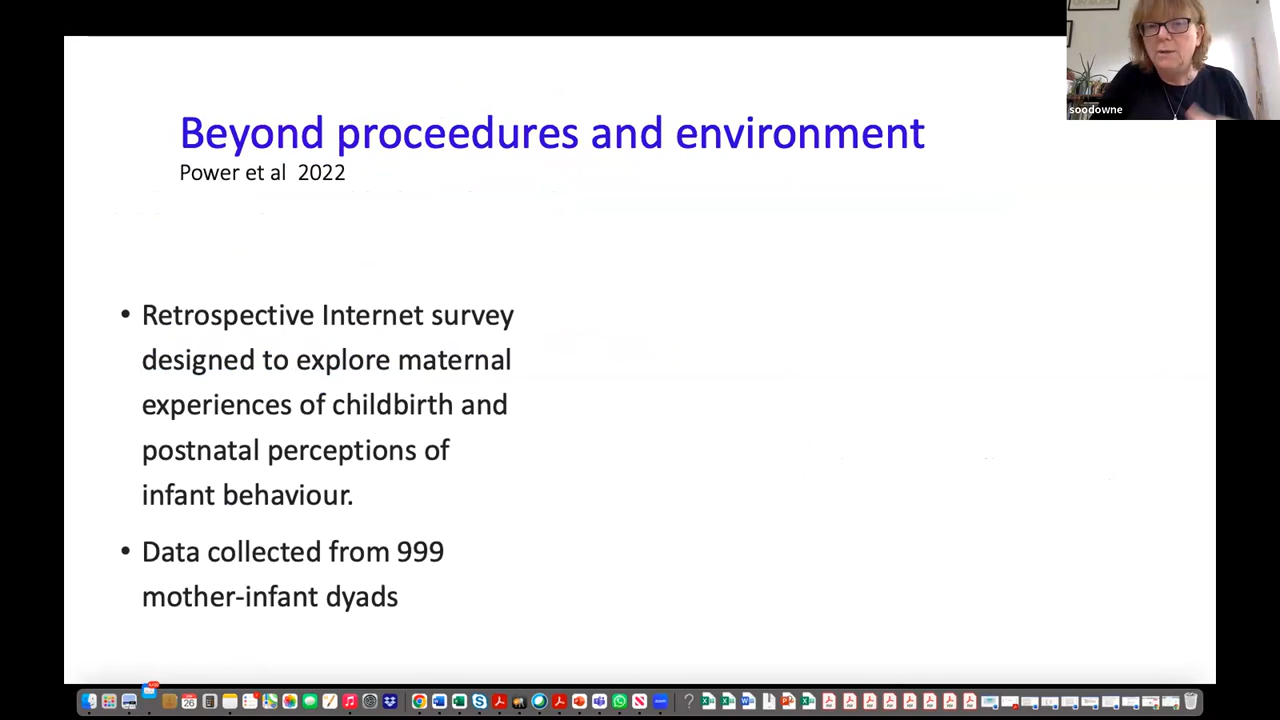 soodowne
Beyond proceedures and environment
Power et al 2022
• Retrospective Internet survey
designed to explore maternal
experiences of childbirth and
postnatal perceptions of
infant behaviour.
• Data collected from 999
mother-infant dyads
26